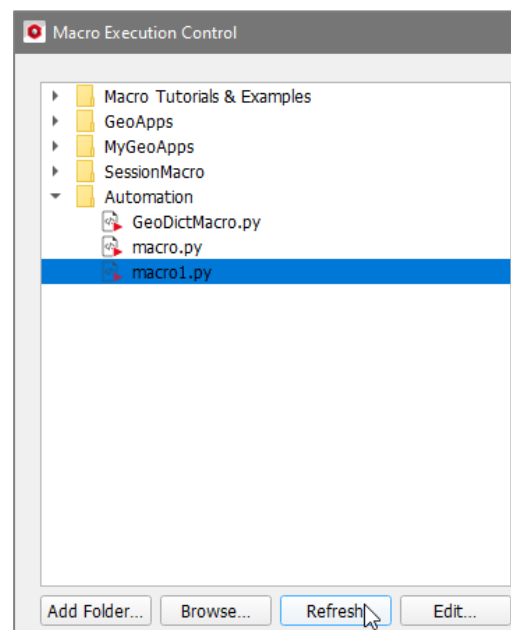 Macro Execution Control
Macro Tutorials & Examples
GeoApps
MyGeoApps
SessionMacro
Automation
GeoDictMacro.py
macro.py
macro1.py
Add Folder... Browse... Refresh Edit...